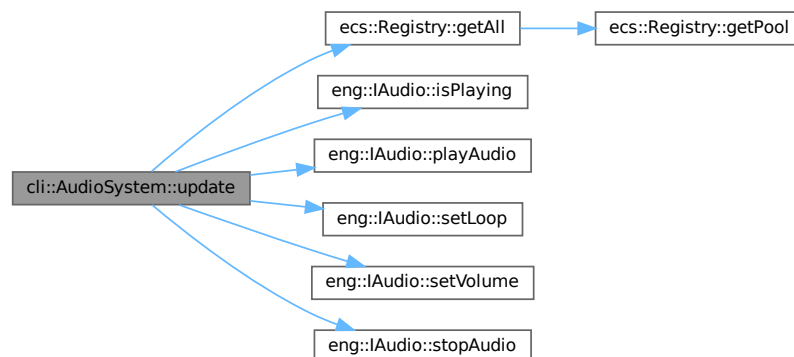 ecs::Registry::getAll
ecs::Registry::getPool
eng::IAudio::isPlaying
eng::IAudio::playAudio
cli::AudioSystem::update
eng::IAudio::setLoop
eng::IAudio::setVolume
eng::IAudio::stopAudio